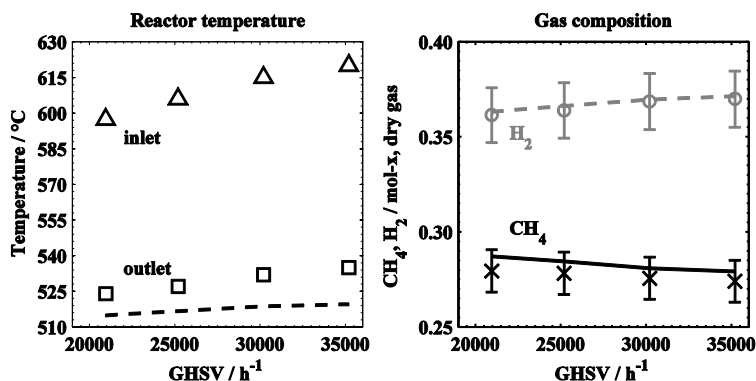 Reactor temperature
630
615
600
585
570
555
540
525
510
Temperature / °C
inlet
outlet
20000 25000 30000 35000
GHSV / h⁻¹
Gas composition
0.40
0.35
0.30
0.25
CH₄, H₂ / mol-x, dry gas
H₂
CH₄
20000 25000 30000 35000
GHSV / h⁻¹